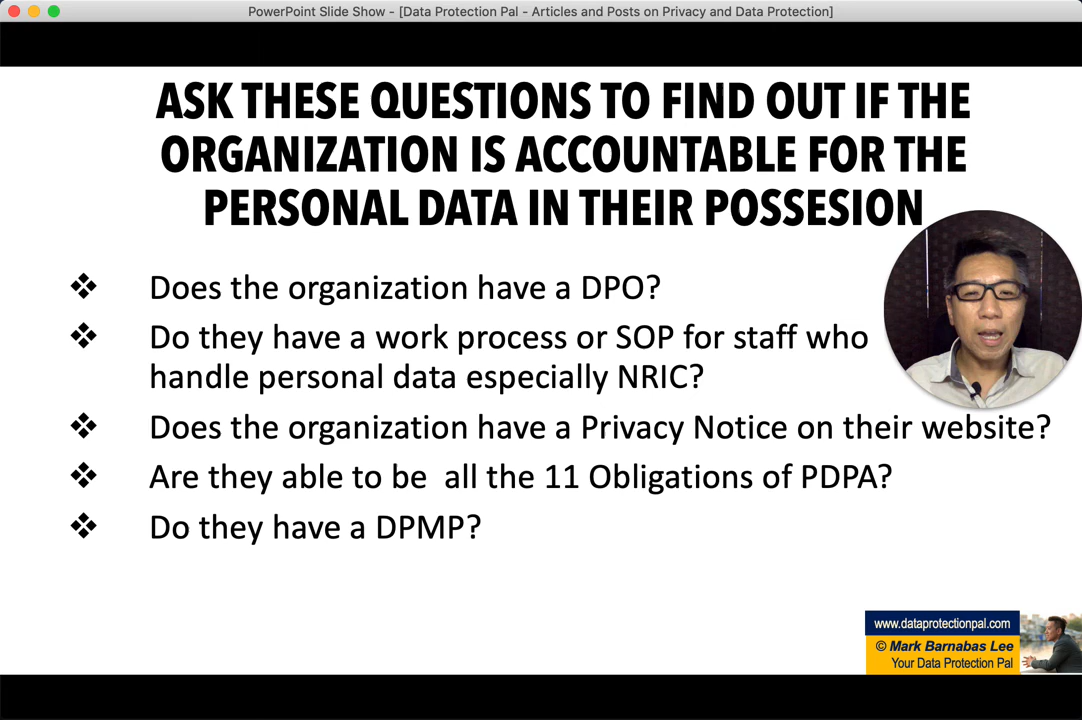 PowerPoint Slide Show - [Data Protection Pal - Articles and Posts on Privacy and Data Protection]
ASK THESE QUESTIONS TO FIND OUT IF THE
ORGANIZATION IS ACCOUNTABLE FOR THE
PERSONAL DATA IN THEIR POSSESION
❖ Does the organization have a DPO?
❖ Do they have a work process or SOP for staff who
handle personal data especially NRIC?
❖ Does the organization have a Privacy Notice on their website?
❖ Are they able to be  all the 11 Obligations of PDPA?
❖ Do they have a DPMP?
www.dataprotectionpal.com
© Mark Barnabas Lee
Your Data Protection Pal